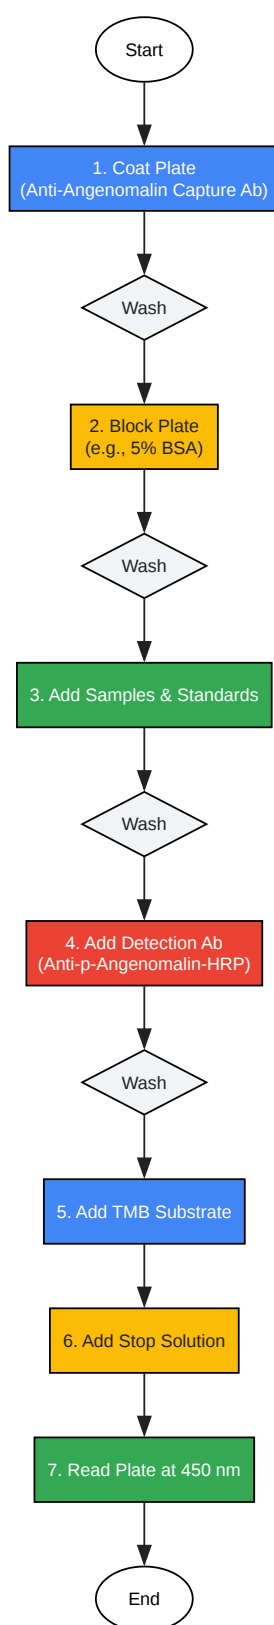 Start
1. Coat Plate
(Anti-Angenomalin Capture Ab)
Wash
2. Block Plate
(e.g., 5% BSA)
Wash
3. Add Samples & Standards
Wash
4. Add Detection Ab
(Anti-p-Angenomalin-HRP)
Wash
5. Add TMB Substrate
6. Add Stop Solution
7. Read Plate at 450 nm
End